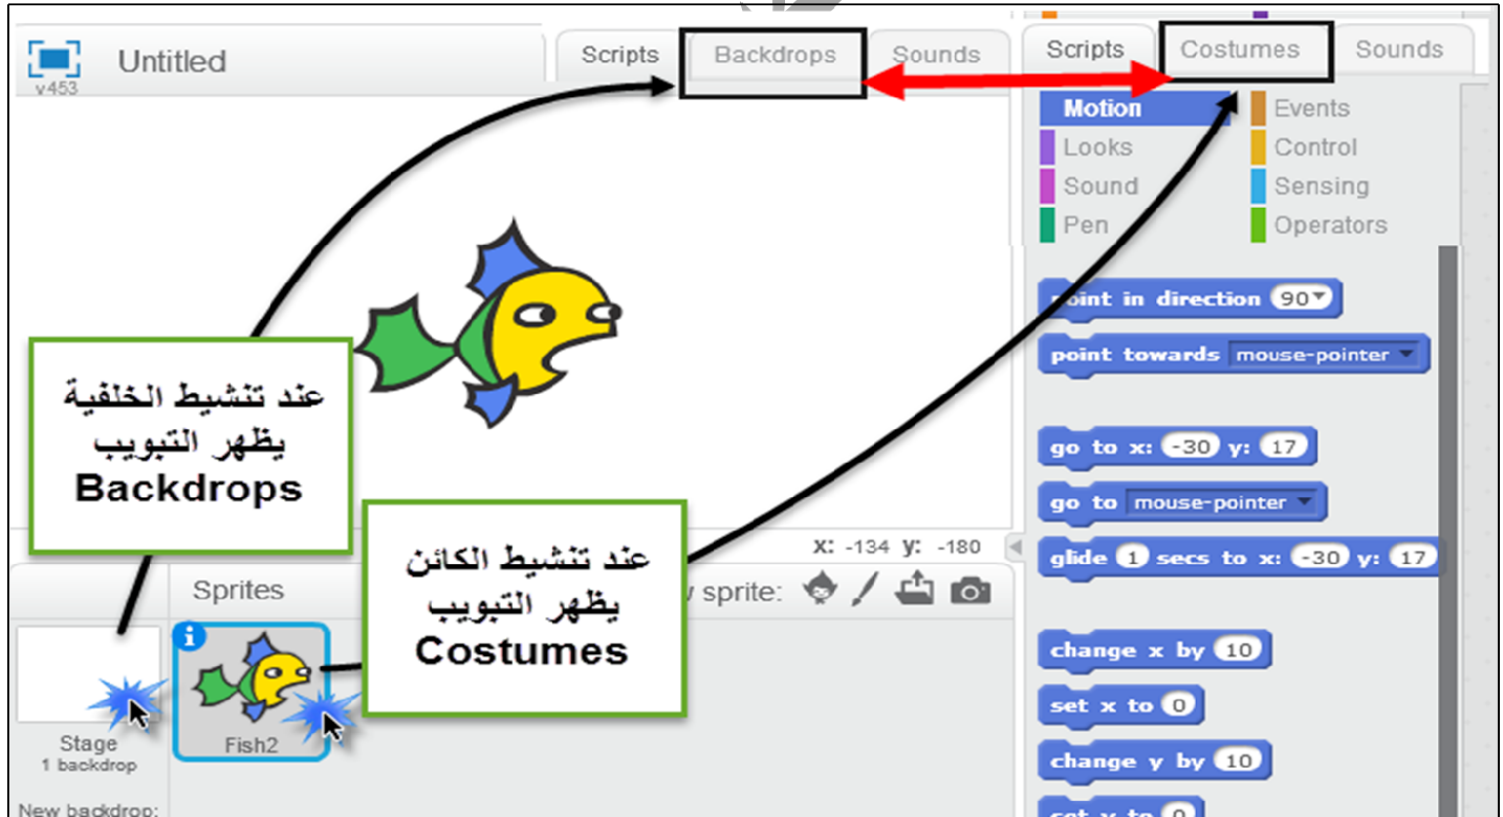 Untitled
v453
Scripts
Backdrops
Sounds
Scripts
Costumes
Sounds
Motion
Events
Looks
Control
Sound
Sensing
Pen
Operators
point in direction 90
point towards mouse-pointer
go to x: -30 y: 17
go to mouse-pointer
glide 1 secs to x: -30 y: 17
change x by 10
set x to 0
change y by 10
set y to 0
عند تنشيط الخلفية
يظهر التبويب
Backdrops
عند تنشيط الكائن
يظهر التبويب
Costumes
x: -134 y: -180
Sprites
sprite:
Stage
1 backdrop
Fish2
New backdrop: